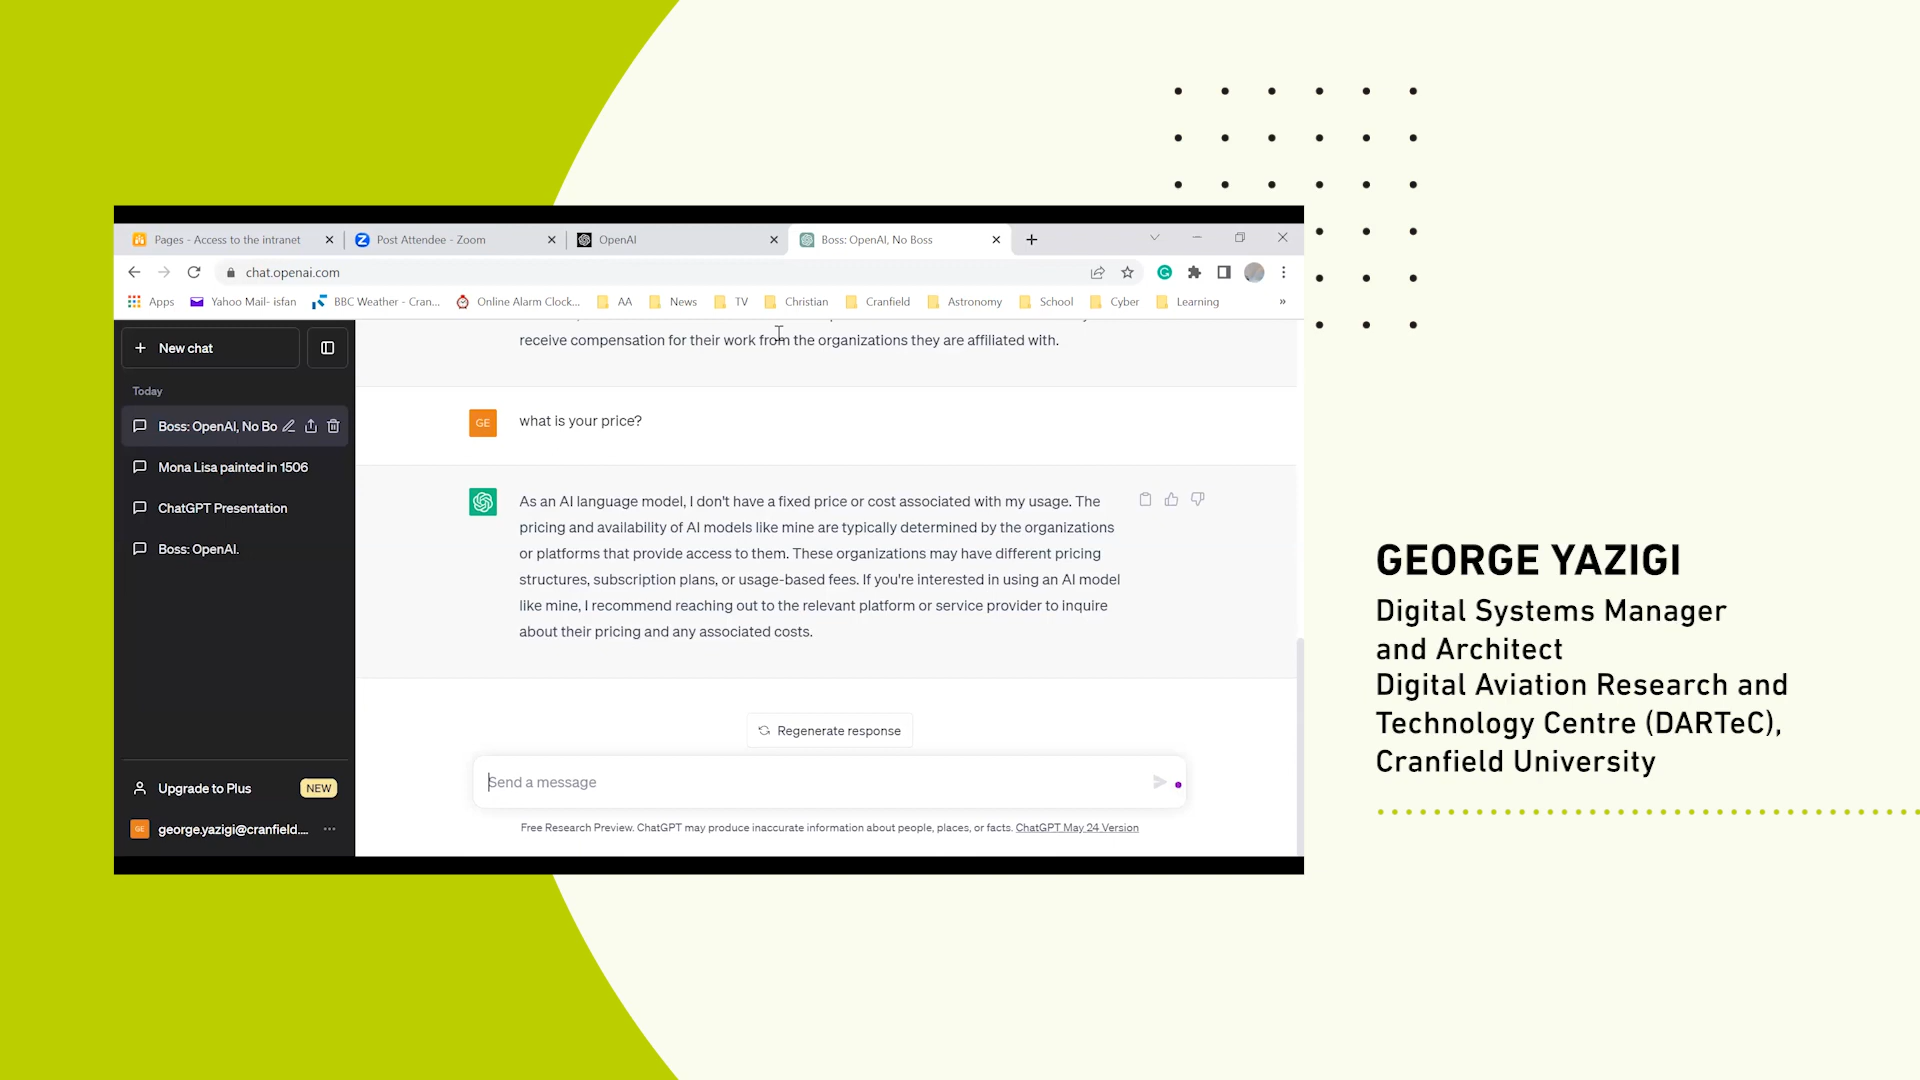 Pages - Access to the intranet
Post Attendee - Zoom
OpenAI
Boss: OpenAI, No Boss
chat.openai.com
Apps
Yahoo Mail- isfan
BBC Weather - Cran...
Online Alarm Clock...
AA
News
TV
Christian
Cranfield
Astronomy
School
Cyber
Learning
»
New chat
Today
Boss: OpenAI, No Bo
Mona Lisa painted in 1506
ChatGPT Presentation
Boss: OpenAI.
Upgrade to Plus
NEW
GE
george.yazigi@cranfield....
receive compensation for their work from the organizations they are affiliated with.
GE
what is your price?
As an AI language model, I don't have a fixed price or cost associated with my usage. The
pricing and availability of AI models like mine are typically determined by the organizations
or platforms that provide access to them. These organizations may have different pricing
structures, subscription plans, or usage-based fees. If you're interested in using an AI model
like mine, I recommend reaching out to the relevant platform or service provider to inquire
about their pricing and any associated costs.
Regenerate response
Send a message
Free Research Preview. ChatGPT may produce inaccurate information about people, places, or facts. ChatGPT May 24 Version
GEORGE YAZIGI
Digital Systems Manager
and Architect
Digital Aviation Research and
Technology Centre (DARTeC),
Cranfield University